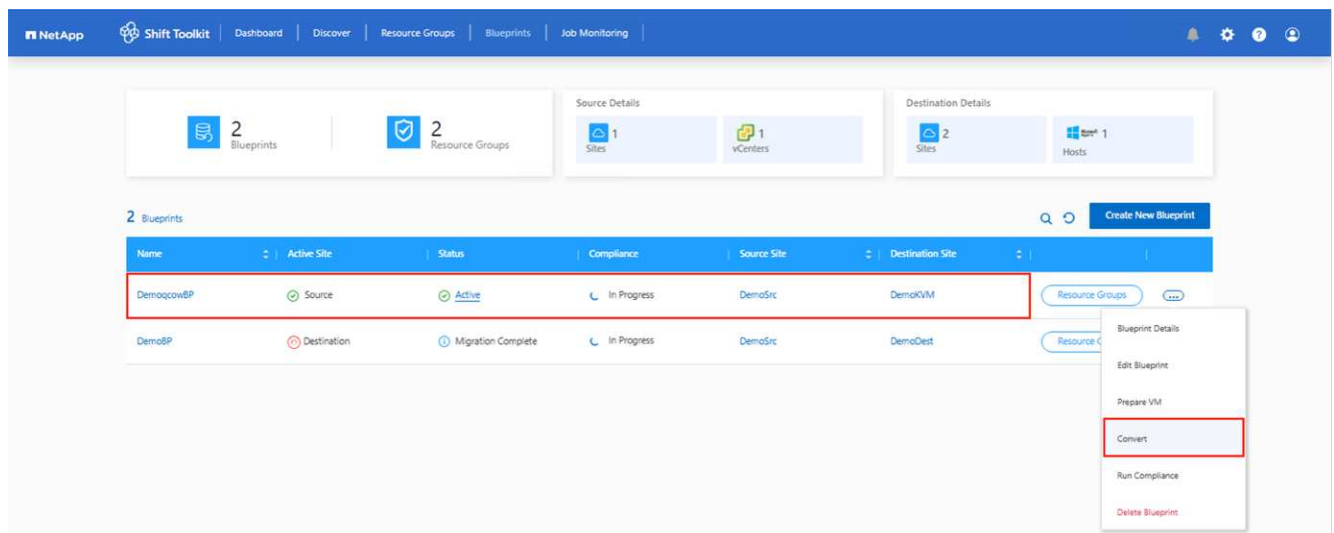 NetApp Shift Toolkit Dashboard Discover Resource Groups Blueprints Job Monitoring
2 Blueprints
2 Resource Groups
Source Details
1 Sites
1 vCenters
Destination Details
2 Sites
1 Hosts
2 Blueprints
Create New Blueprint
Name Active Site Status Compliance Source Site Destination Site
DemoqcowBP Source Active In Progress DemoSrc DemoKVM Resource Groups ...
DemoBP Destination Migration Complete In Progress DemoSrc DemoDest Resource
Blueprint Details
Edit Blueprint
Prepare VM
Convert
Run Compliance
Delete Blueprint